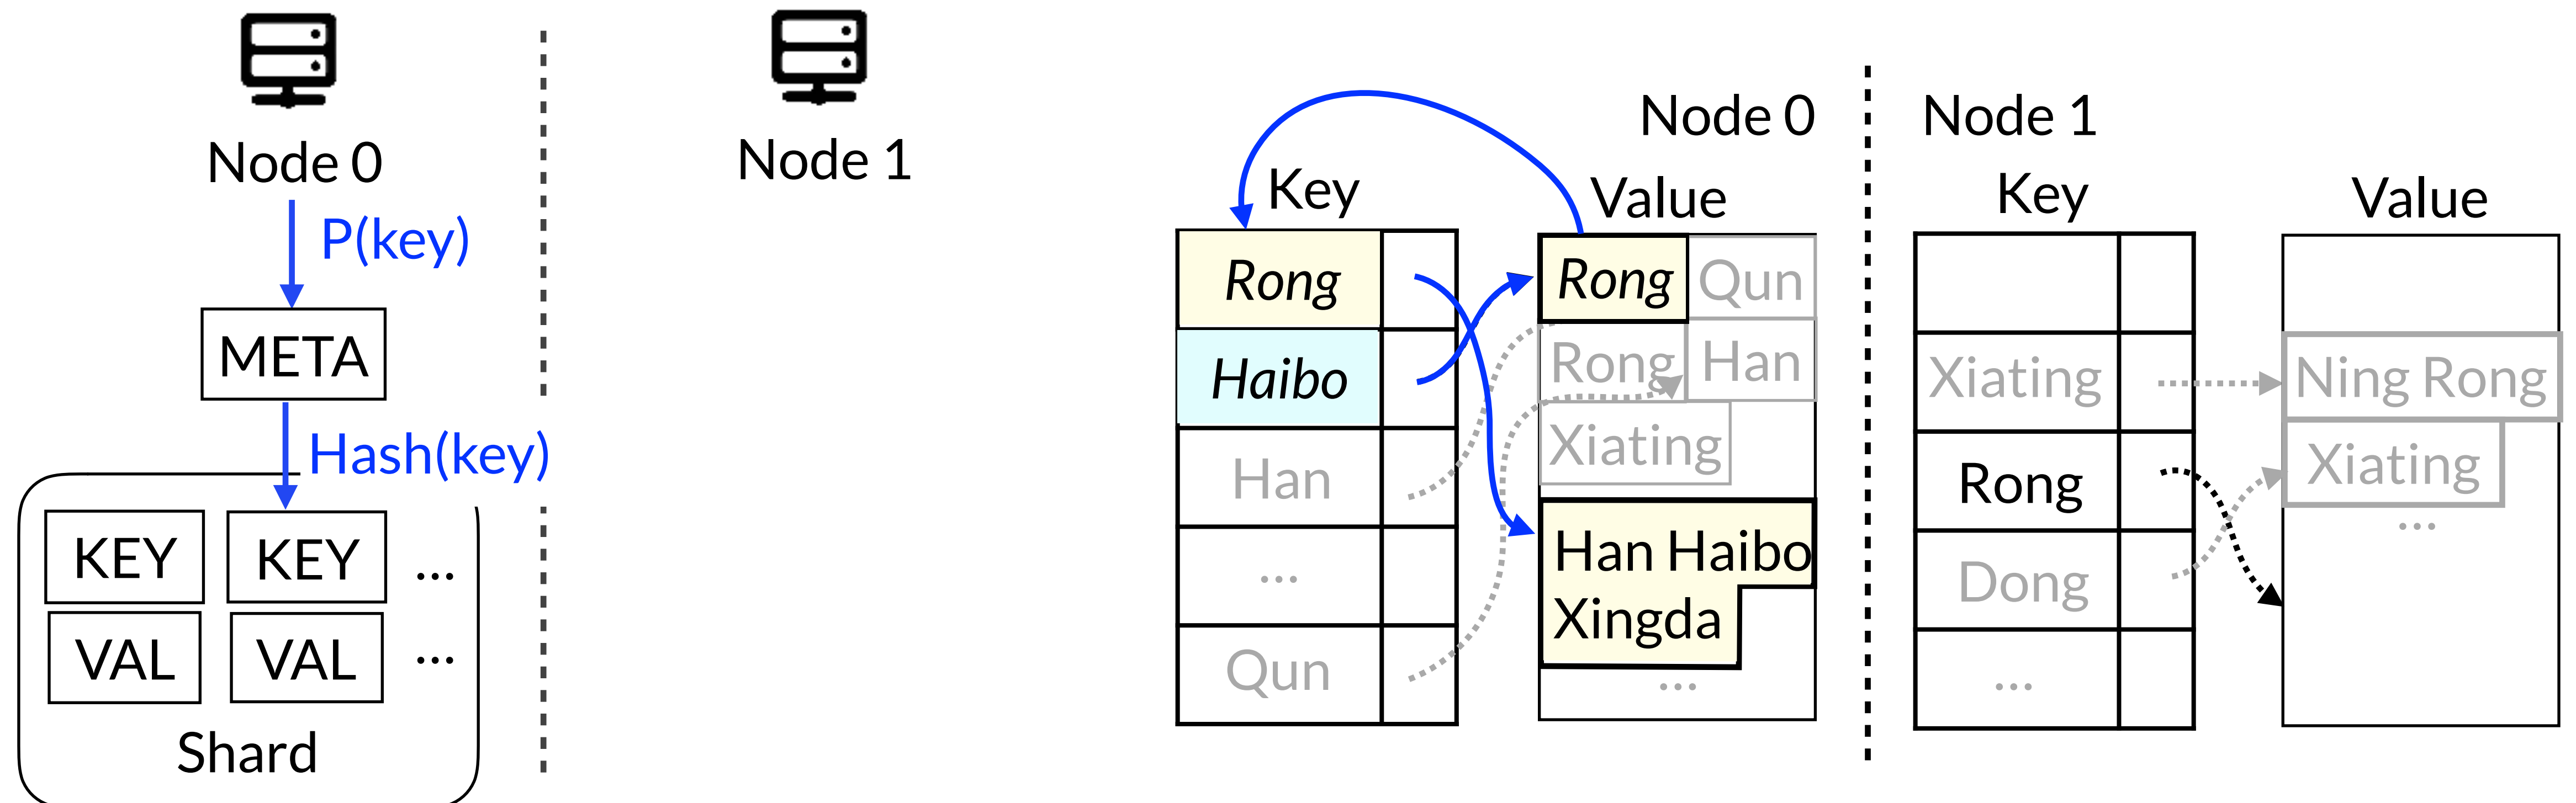 Node 0
P(key)
META
Hash(key)
KEY KEY ...
VAL VAL ...
Shard
Node 1
Node 0
Key
Value
Rong
Haibo
Han
...
Qun
Rong Qun
Rong Han
Xiating
Han Haibo
Xingda
...
Node 1
Key
Value
Xiating
Rong
Dong
...
Ning Rong
Xiating
...